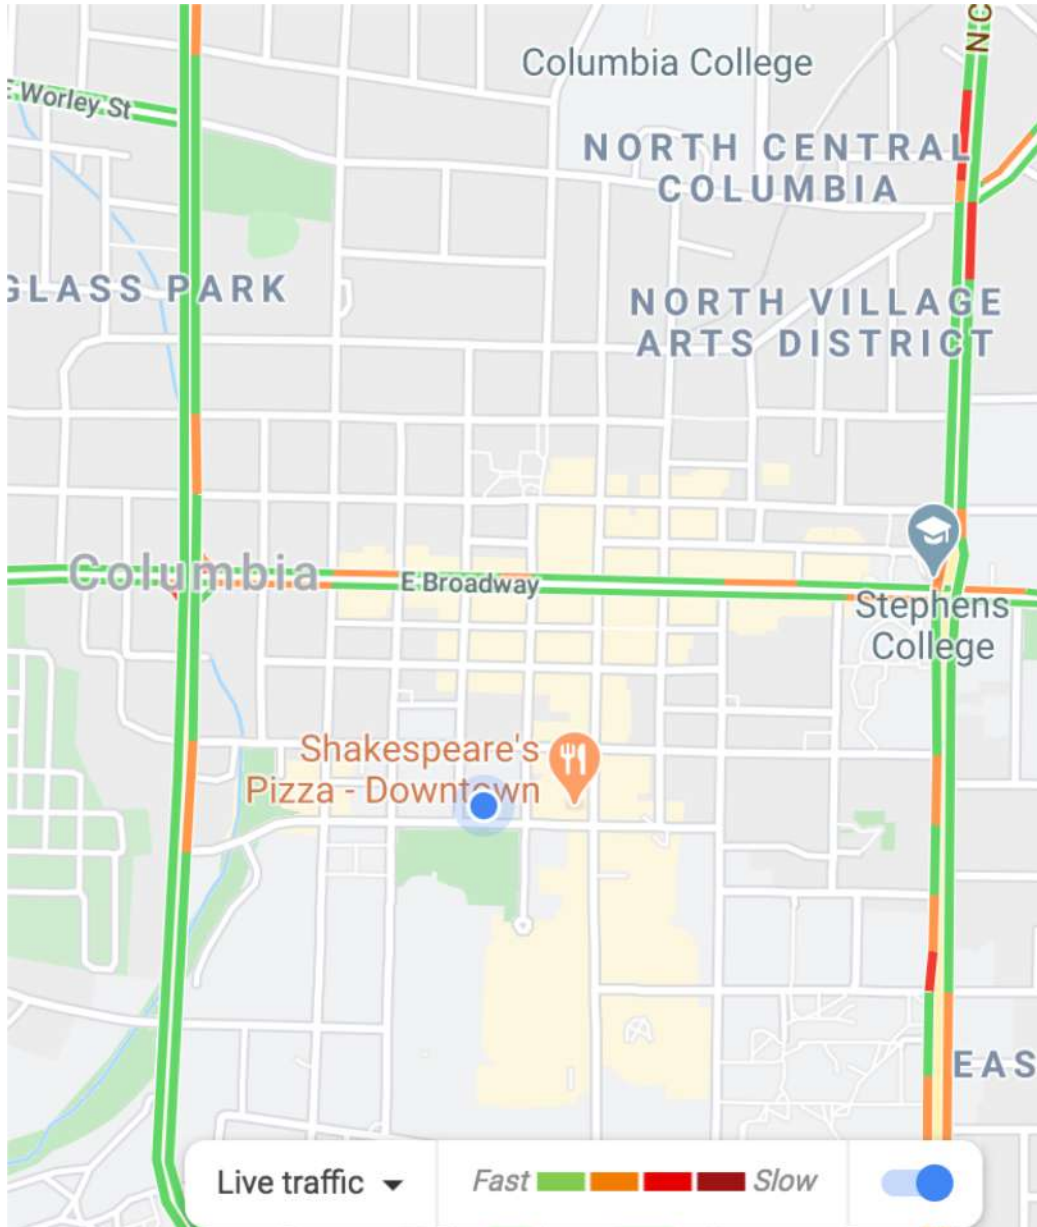 Columbia College
N C
E Worley St
NORTH CENTRAL
COLUMBIA
GLASS PARK
NORTH VILLAGE
ARTS DISTRICT
Columbia
E Broadway
Stephens
College
Shakespeare's
Pizza - Downtown
EAS
Live traffic
Fast
Slow